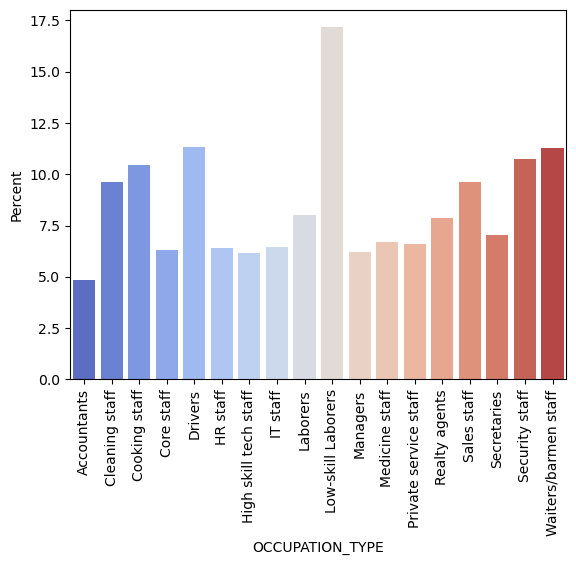 17.5
15.0
12.5
10.0
7.5
5.0
2.5
0.0
Percent
Accountants
Cleaning staff
Cooking staff
Core staff
Drivers
HR staff
High skill tech staff
IT staff
Laborers
Low-skill Laborers
Managers
Medicine staff
Private service staff
Realty agents
Sales staff
Secretaries
Security staff
Waiters/barmen staff
OCCUPATION_TYPE